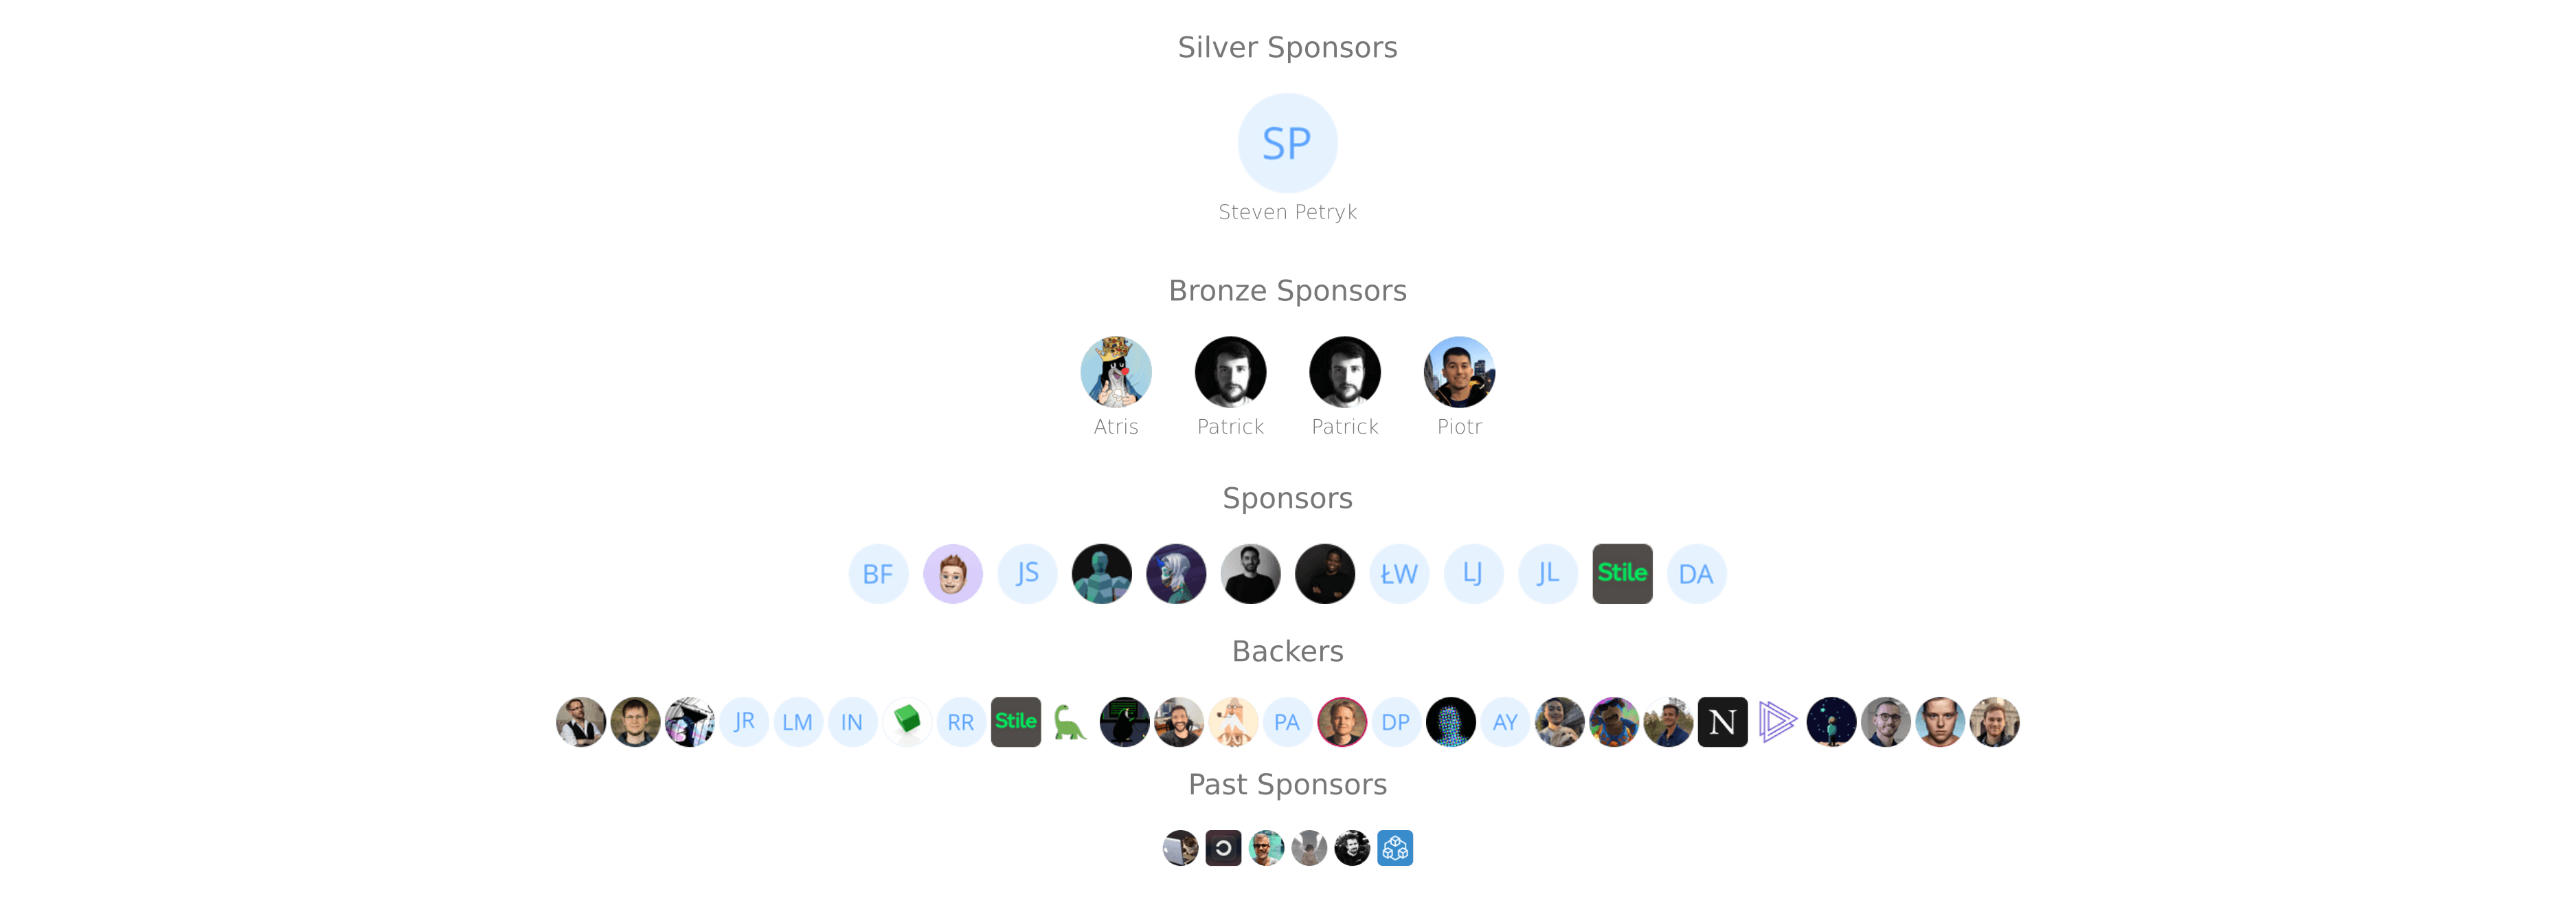 Silver Sponsors
SP
Steven Petryk
Bronze Sponsors
Atris Patrick Patrick Piotr
Sponsors
BF JS ŁW LJ JL Stile DA
Backers
JR LM IN RR Stile PA DP AY N
Past Sponsors